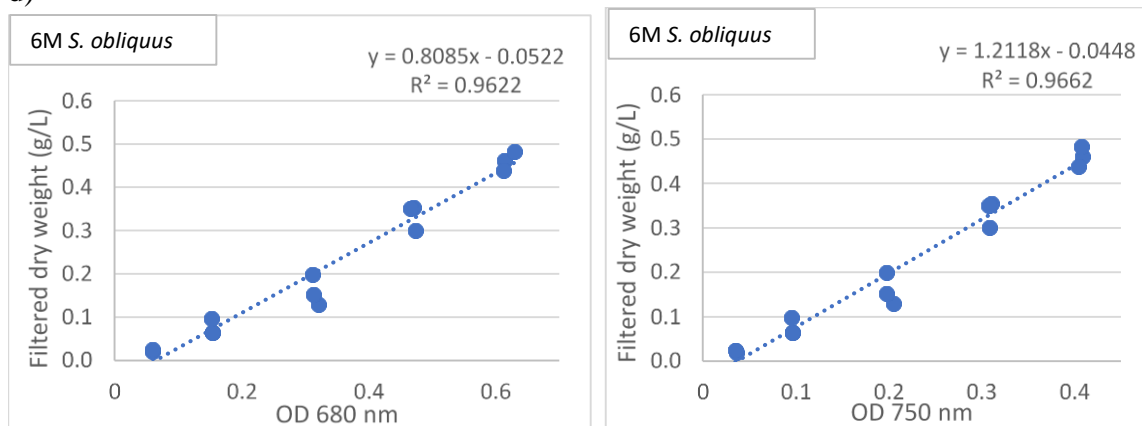 6M S. obliquus
y = 0.8085x - 0.0522
R² = 0.9622
0.6
0.5
0.4
0.3
0.2
0.1
0.0
0
0.2
0.4
0.6
Filtered dry weight (g/L)
OD 680 nm
6M S. obliquus
y = 1.2118x - 0.0448
R² = 0.9662
0.6
0.5
0.4
0.3
0.2
0.1
0.0
0
0.1
0.2
0.3
0.4
Filtered dry weight (g/L)
OD 750 nm